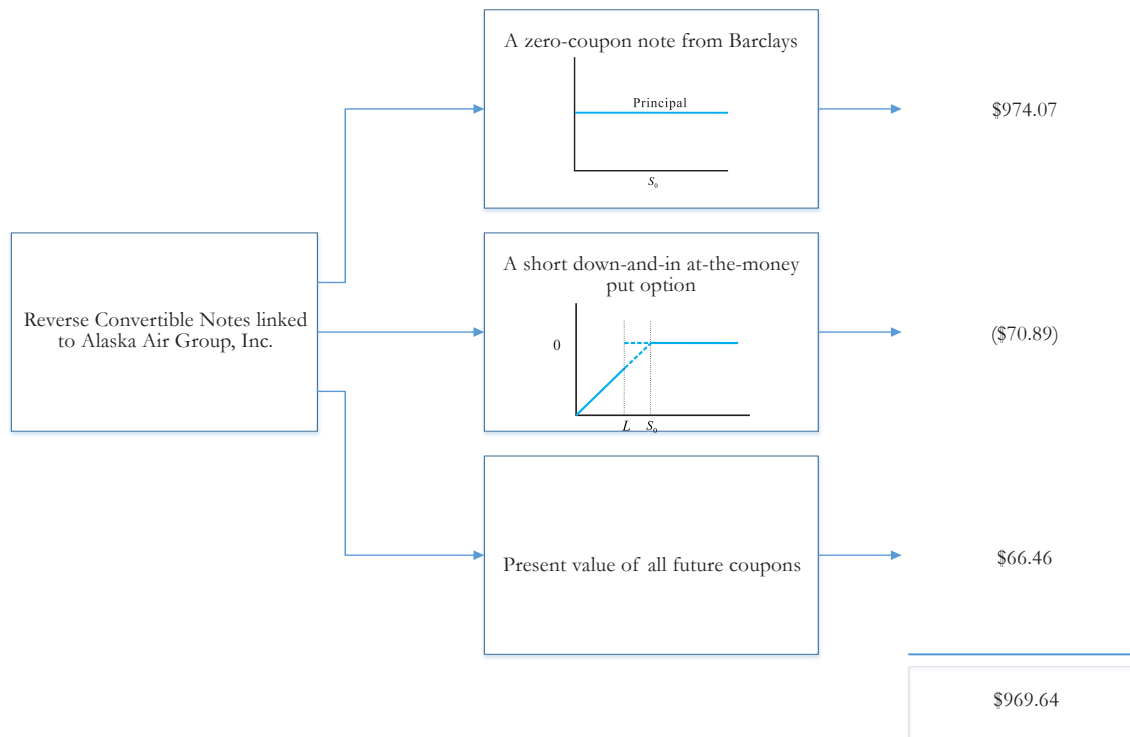 A zero-coupon note from Barclays
Principal
S₀
$974.07
Reverse Convertible Notes linked
to Alaska Air Group, Inc.
A short down-and-in at-the-money
put option
0
L S₀
($70.89)
Present value of all future coupons
$66.46
$969.64